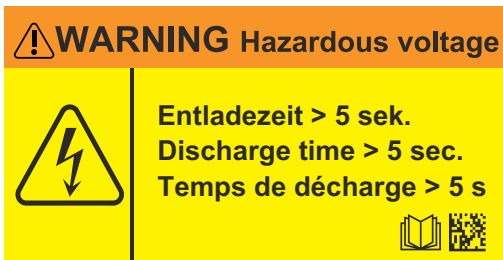 WARNING Hazardous voltage
Entladezeit > 5 sek.
Discharge time > 5 sec.
Temps de décharge > 5 s